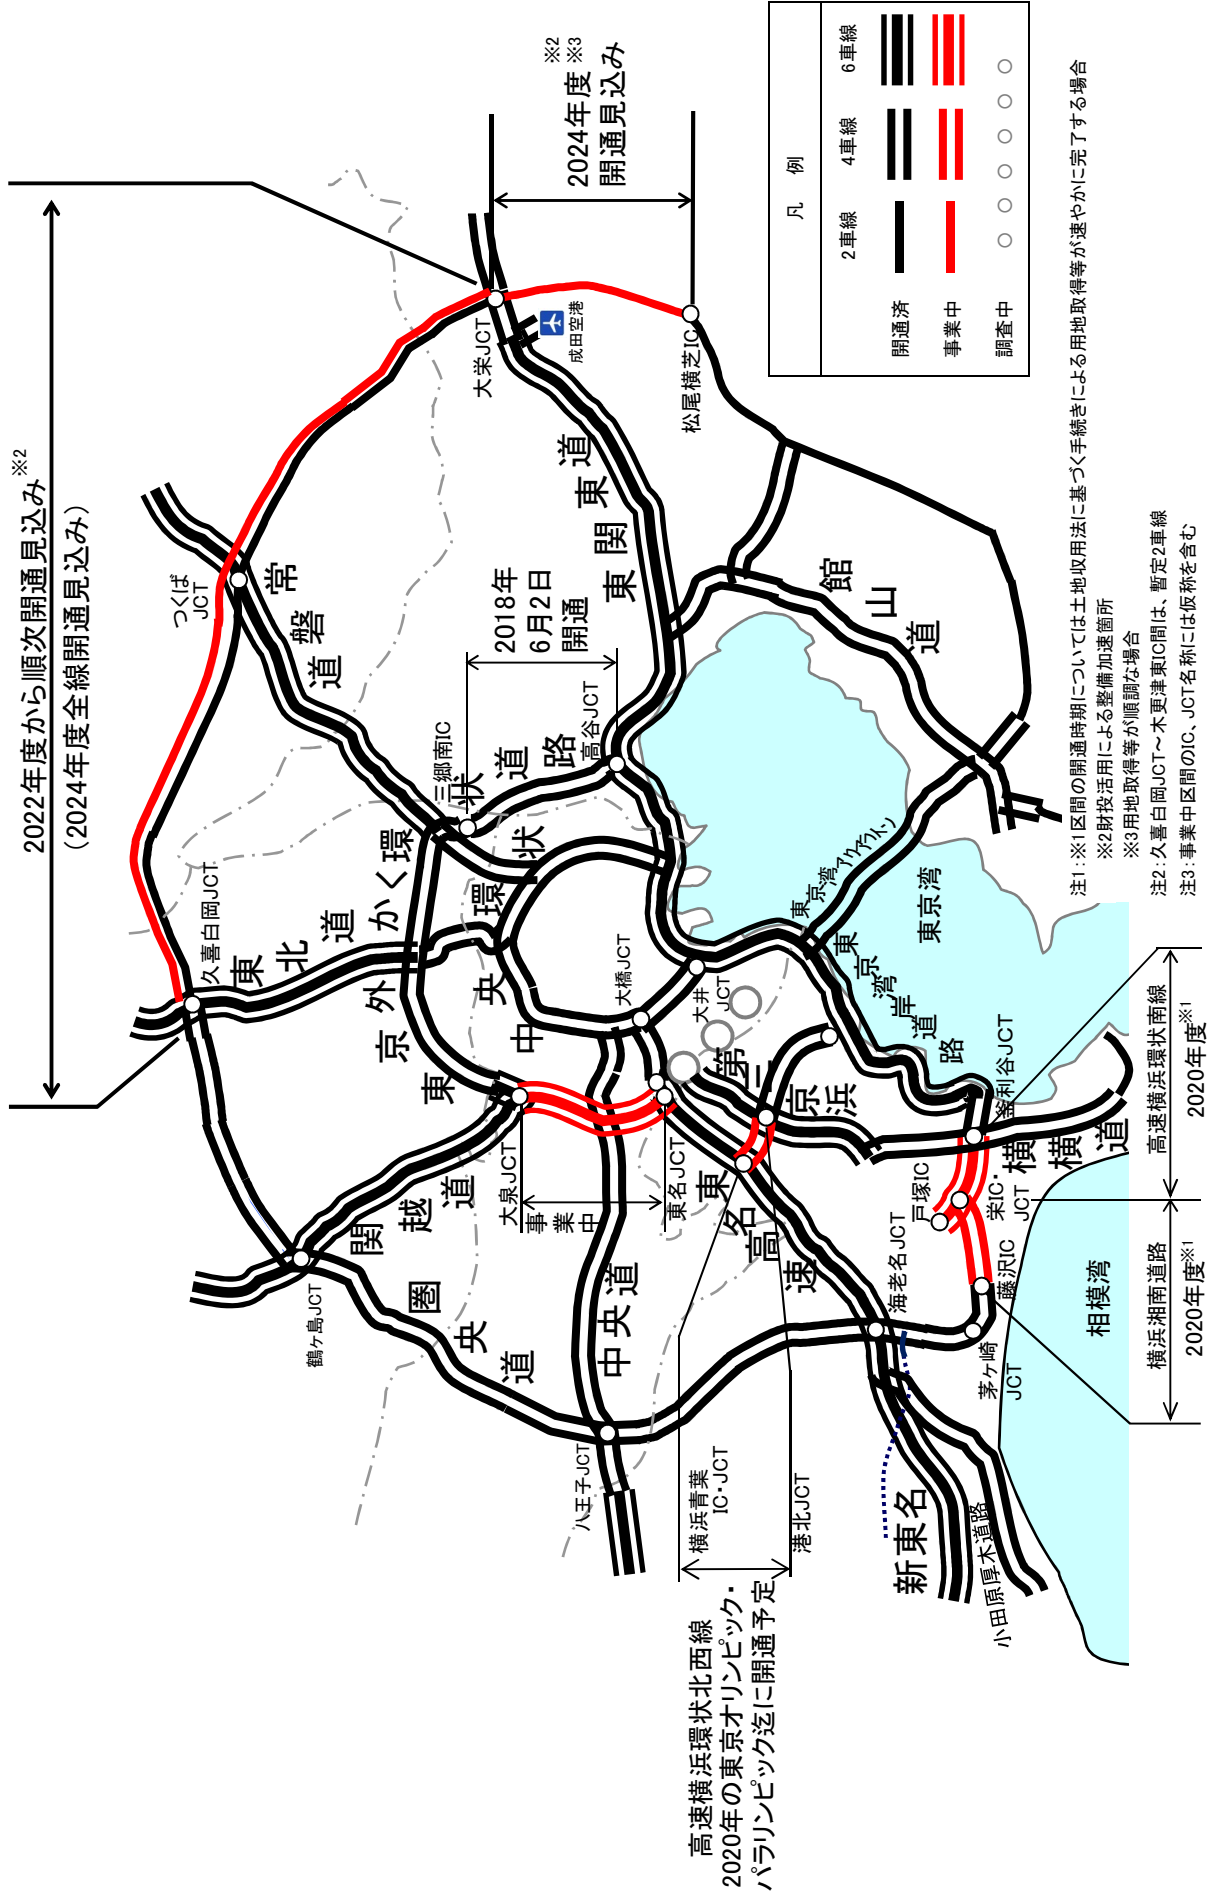 2022年度から順次開通見込み※2
（2024年度全線開通見込み）
2024年度※2※3
開通見込み
2018年
6月2日
開通
凡　例
2車線
4車線
6車線
開通済
事業中
調査中
久喜白岡JCT
つくば
JCT
大栄JCT
成田空港
松尾横芝IC
三郷南IC
高谷JCT
大橋JCT
大井
JCT
鶴ヶ島JCT
大泉JCT
事業中
東名JCT
八王子JCT
横浜青葉
IC・JCT
港北JCT
海老名JCT
茅ヶ崎
JCT
藤沢IC
栄IC・
JCT
戸塚IC
釜利谷JCT
常磐道
東北道
東関東道
館山道
東京外かく環状道路
中央環状
関越道
圏央道
中央道
東名高速
第三京浜
横横道
新東名
小田原厚木道路
東京湾岸道路
東京湾アクアライン
東京湾
相模湾
高速横浜環状北西線
2020年の東京オリンピック・
パラリンピック迄に開通予定
横浜湘南道路
2020年度※1
高速横浜環状南線
2020年度※1
注1：※1区間の開通時期については土地収用法に基づく手続きによる用地取得等が速やかに完了する場合
※2財投活用による整備加速箇所
※3用地取得等が順調な場合
注2：久喜白岡JCT～木更津東IC間は、暫定2車線
注3：事業中区間のIC、JCT名称には仮称を含む